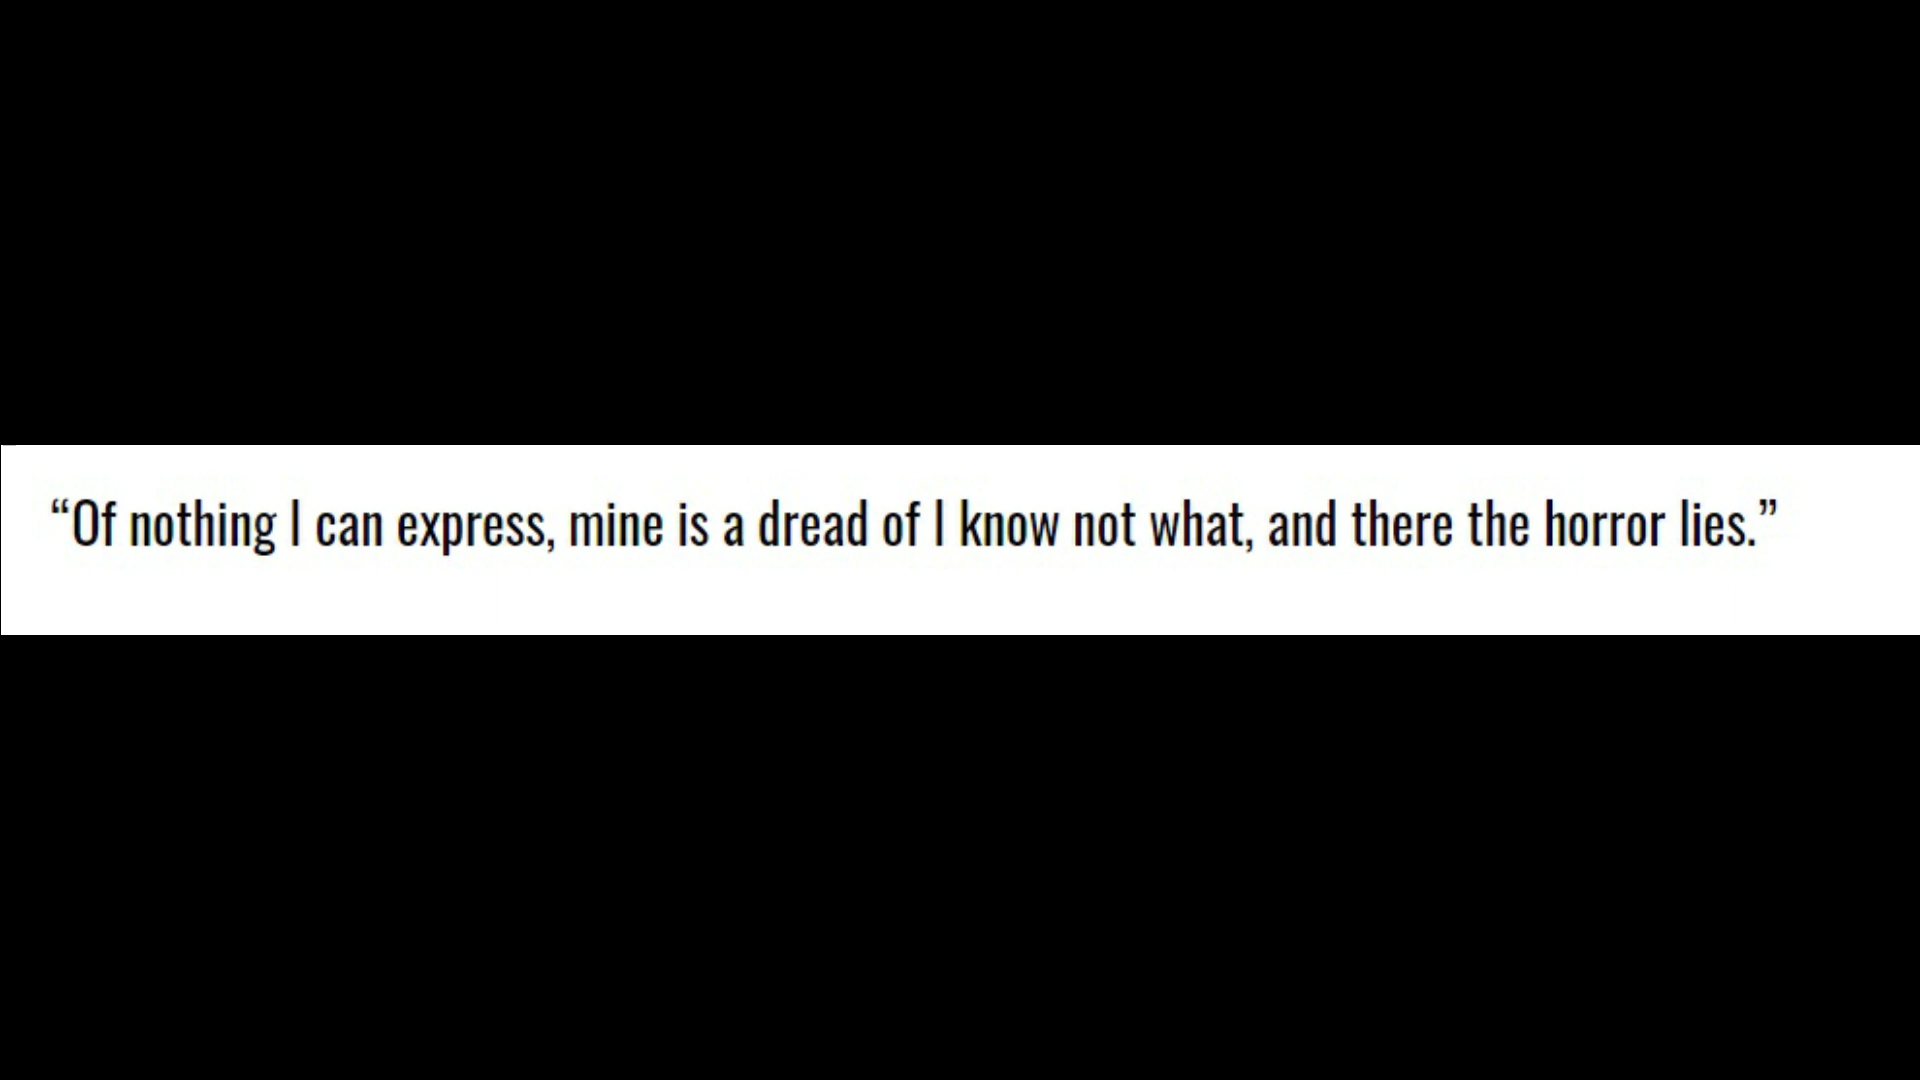 “Of nothing I can express, mine is a dread of I know not what, and there the horror lies.”